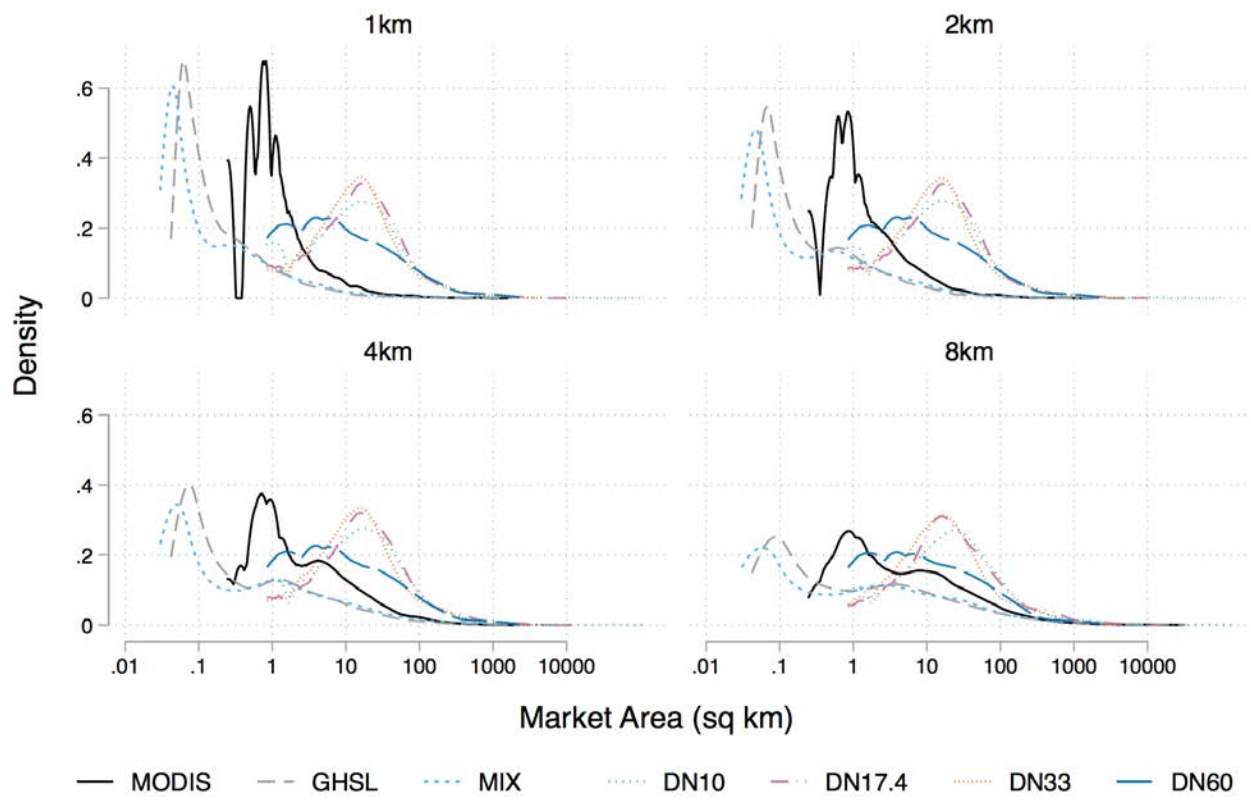 1km 2km
.6
.4
.2
0
4km 8km
.6
.4
.2
0
.01 .1 1 10 100 1000 10000 .01 .1 1 10 100 1000 10000
Density
Market Area (sq km)
MODIS GHSL MIX DN10 DN17.4 DN33 DN60